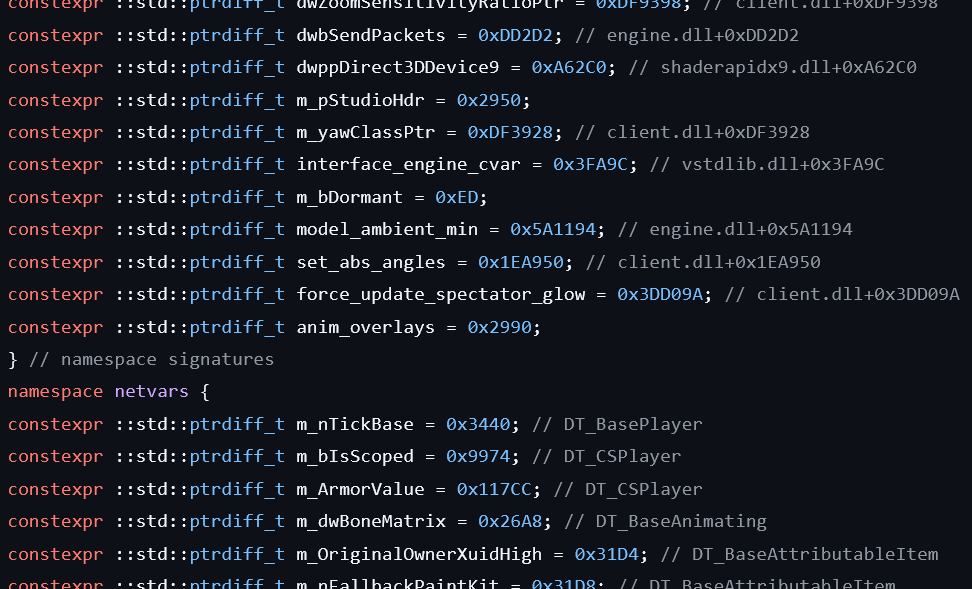 constexpr ::std::ptrdiff_t dwZoomSensitivityRatioPtr = 0xDF9398; // client.dll+0xDF9398
constexpr ::std::ptrdiff_t dwbSendPackets = 0xDD2D2; // engine.dll+0xDD2D2
constexpr ::std::ptrdiff_t dwppDirect3DDevice9 = 0xA62C0; // shaderapidx9.dll+0xA62C0
constexpr ::std::ptrdiff_t m_pStudioHdr = 0x2950;
constexpr ::std::ptrdiff_t m_yawClassPtr = 0xDF3928; // client.dll+0xDF3928
constexpr ::std::ptrdiff_t interface_engine_cvar = 0x3FA9C; // vstdlib.dll+0x3FA9C
constexpr ::std::ptrdiff_t m_bDormant = 0xED;
constexpr ::std::ptrdiff_t model_ambient_min = 0x5A1194; // engine.dll+0x5A1194
constexpr ::std::ptrdiff_t set_abs_angles = 0x1EA950; // client.dll+0x1EA950
constexpr ::std::ptrdiff_t force_update_spectator_glow = 0x3DD09A; // client.dll+0x3DD09A
constexpr ::std::ptrdiff_t anim_overlays = 0x2990;
} // namespace signatures
namespace netvars {
constexpr ::std::ptrdiff_t m_nTickBase = 0x3440; // DT_BasePlayer
constexpr ::std::ptrdiff_t m_bIsScoped = 0x9974; // DT_CSPlayer
constexpr ::std::ptrdiff_t m_ArmorValue = 0x117CC; // DT_CSPlayer
constexpr ::std::ptrdiff_t m_dwBoneMatrix = 0x26A8; // DT_BaseAnimating
constexpr ::std::ptrdiff_t m_OriginalOwnerXuidHigh = 0x31D4; // DT_BaseAttributableItem
constexpr ::std::ptrdiff_t m_nFallbackPaintKit = 0x31D8; // DT_BaseAttributableItem